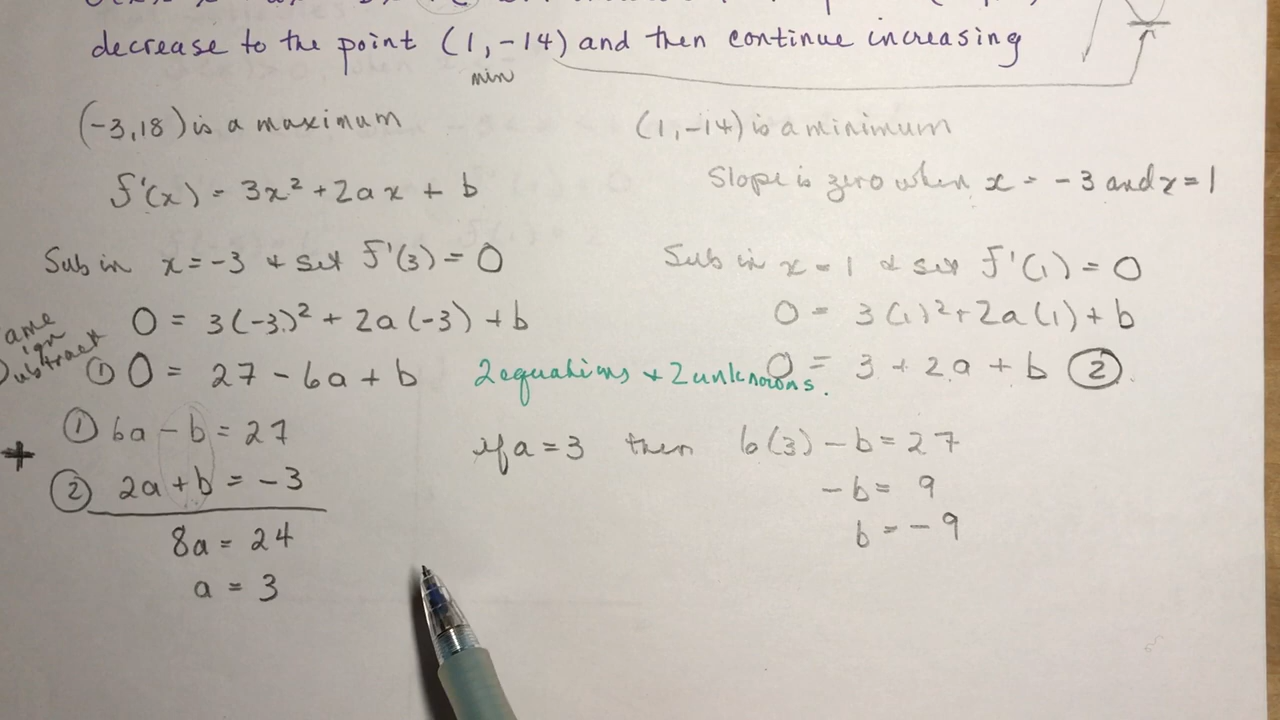 decrease to the point (1,-14) and then continue increasing
min
(-3,18) is a maximum
(1,-14) is a minimum
f'(x) = 3x² + 2ax + b
Slope is zero when x = -3 and x = 1
Sub in x = -3 & set f'(3) = 0
Sub in x = 1 & set f'(1) = 0
0 = 3(-3)² + 2a(-3) + b
0 = 3(1)² + 2a(1) + b
ame
ign
ubtract
① 0 = 27 - 6a + b
2 equations + 2 unknowns.
0 = 3 + 2a + b ②
① 6a - b = 27
+
② 2a + b = -3
8a = 24
a = 3
if a = 3 then 6(3) - b = 27
-b = 9
b = -9